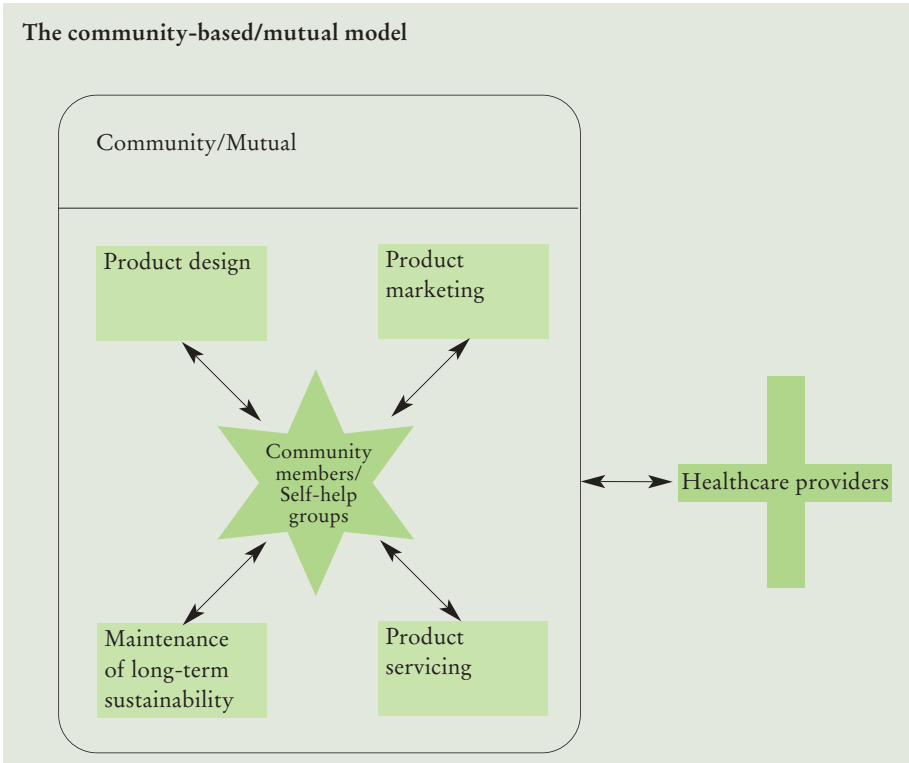 The community-based/mutual model
Community/Mutual
Product design
Product
marketing
Community
members/
Self-help
groups
Healthcare providers
Maintenance
of long-term
sustainability
Product
servicing